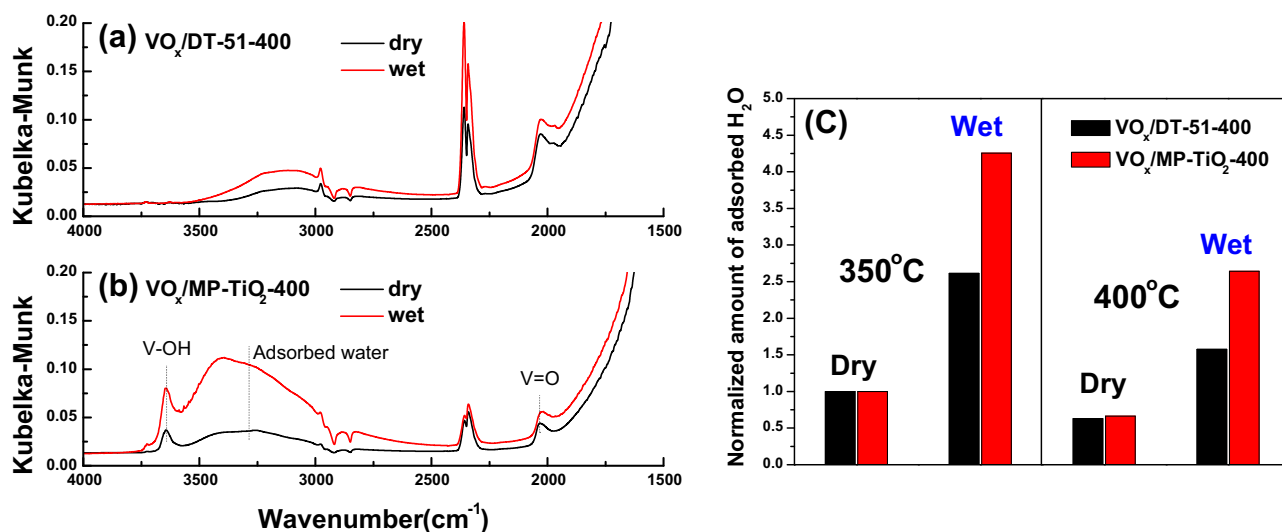 (a) VOx/DT-51-400
dry
wet
Kubelka-Munk
0.20
0.15
0.10
0.05
0.00
4000 3500 3000 2500 2000 1500
(b) VOx/MP-TiO2-400
dry
wet
V-OH
Adsorbed water
V=O
Kubelka-Munk
0.20
0.15
0.10
0.05
0.00
4000 3500 3000 2500 2000 1500
Wavenumber(cm-1)
(C)
VOx/DT-51-400
VOx/MP-TiO2-400
Wet
350oC
Dry
Wet
400oC
Dry
Normalized amount of adsorbed H2O
5.0
4.5
4.0
3.5
3.0
2.5
2.0
1.5
1.0
0.5
0.0